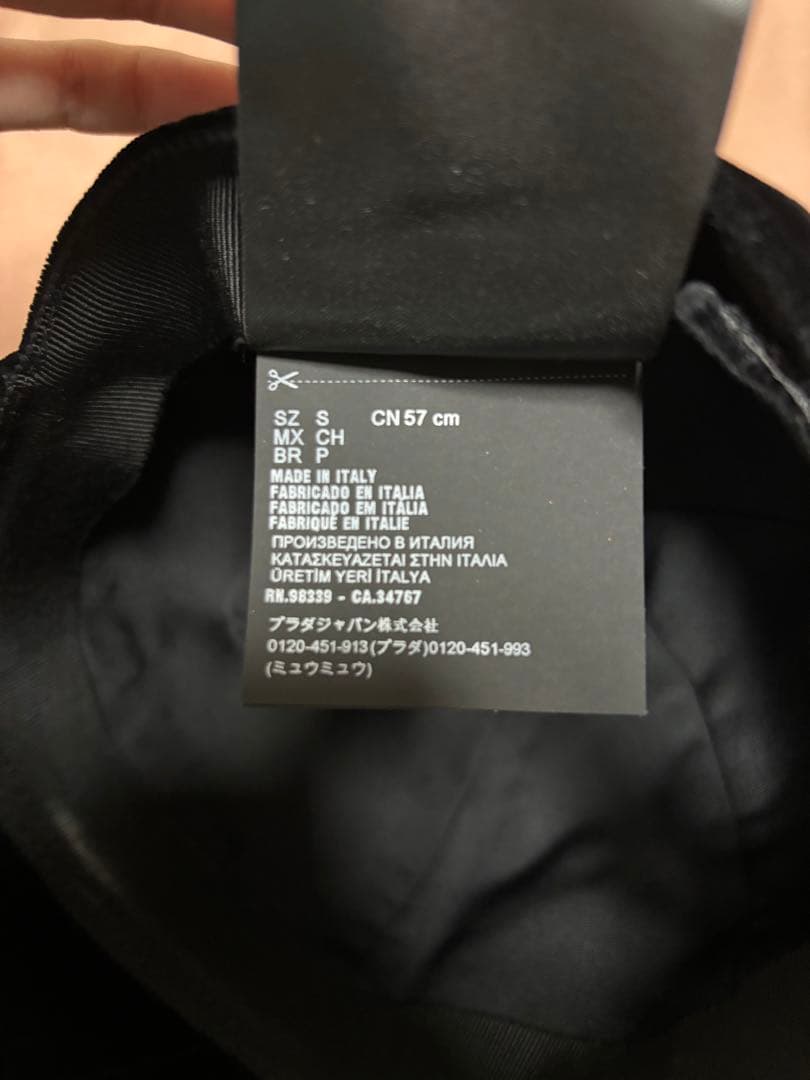 SZ S CN 57 cm
MX CH
BR P
MADE IN ITALY
FABRICADO EN ITALIA
FABRICADO EM ITÁLIA
FABRIQUÉ EN ITALIE
ПРОИЗВЕДЕНО В ИТАЛИЯ
ΚΑΤΑΣΚΕΥΑΖΕΤΑΙ ΣΤΗΝ ΙΤΑΛΙΑ
ÜRETİM YERİ İTALYA
RN.98339 - CA.34767
プラダジャパン株式会社
0120-451-913(プラダ)0120-451-993
(ミュウミュウ)